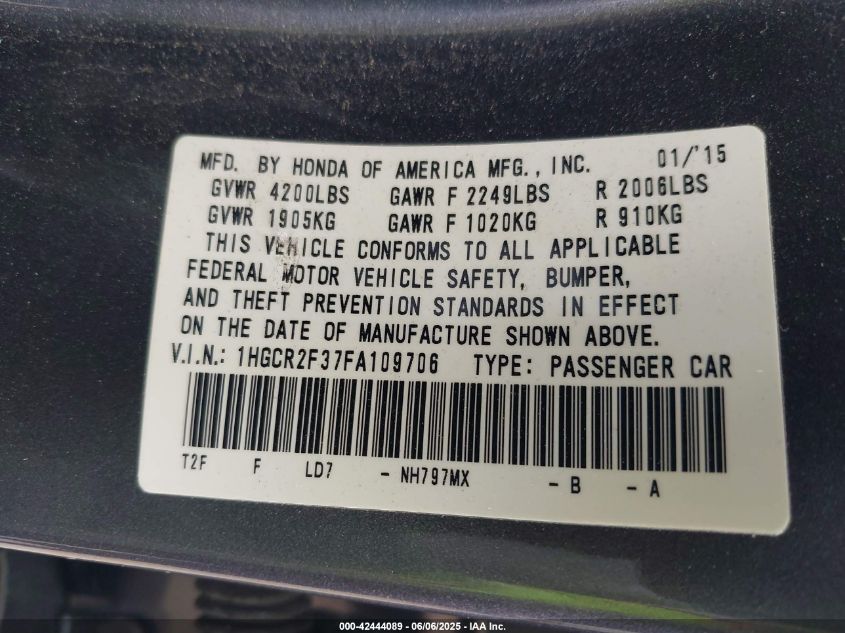 MFD. BY HONDA OF AMERICA MFG., INC. 01/'15
GVWR 4200LBS GAWR F 2249LBS R 2006LBS
GVWR 1905KG GAWR F 1020KG R 910KG
THIS VEHICLE CONFORMS TO ALL APPLICABLE
FEDERAL MOTOR VEHICLE SAFETY, BUMPER,
AND THEFT PREVENTION STANDARDS IN EFFECT
ON THE DATE OF MANUFACTURE SHOWN ABOVE.
V.I.N.: 1HGCR2F37FA109706 TYPE: PASSENGER CAR
T2F F LD7 - NH797MX - B - A
000-42444089 - 06/06/2025 - IAA Inc.